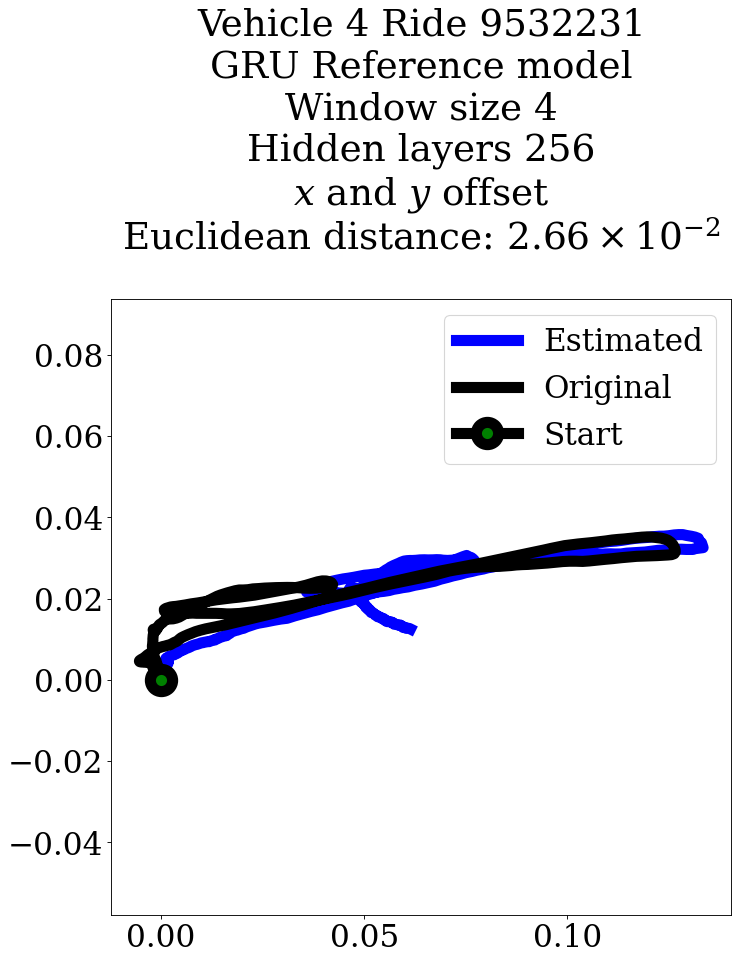 Vehicle 4 Ride 9532231
GRU Reference model
Window size 4
Hidden layers 256
x and y offset
Euclidean distance: 2.66 × 10⁻²
Estimated
Original
Start
0.08
0.06
0.04
0.02
0.00
−0.02
−0.04
0.00 0.05 0.10